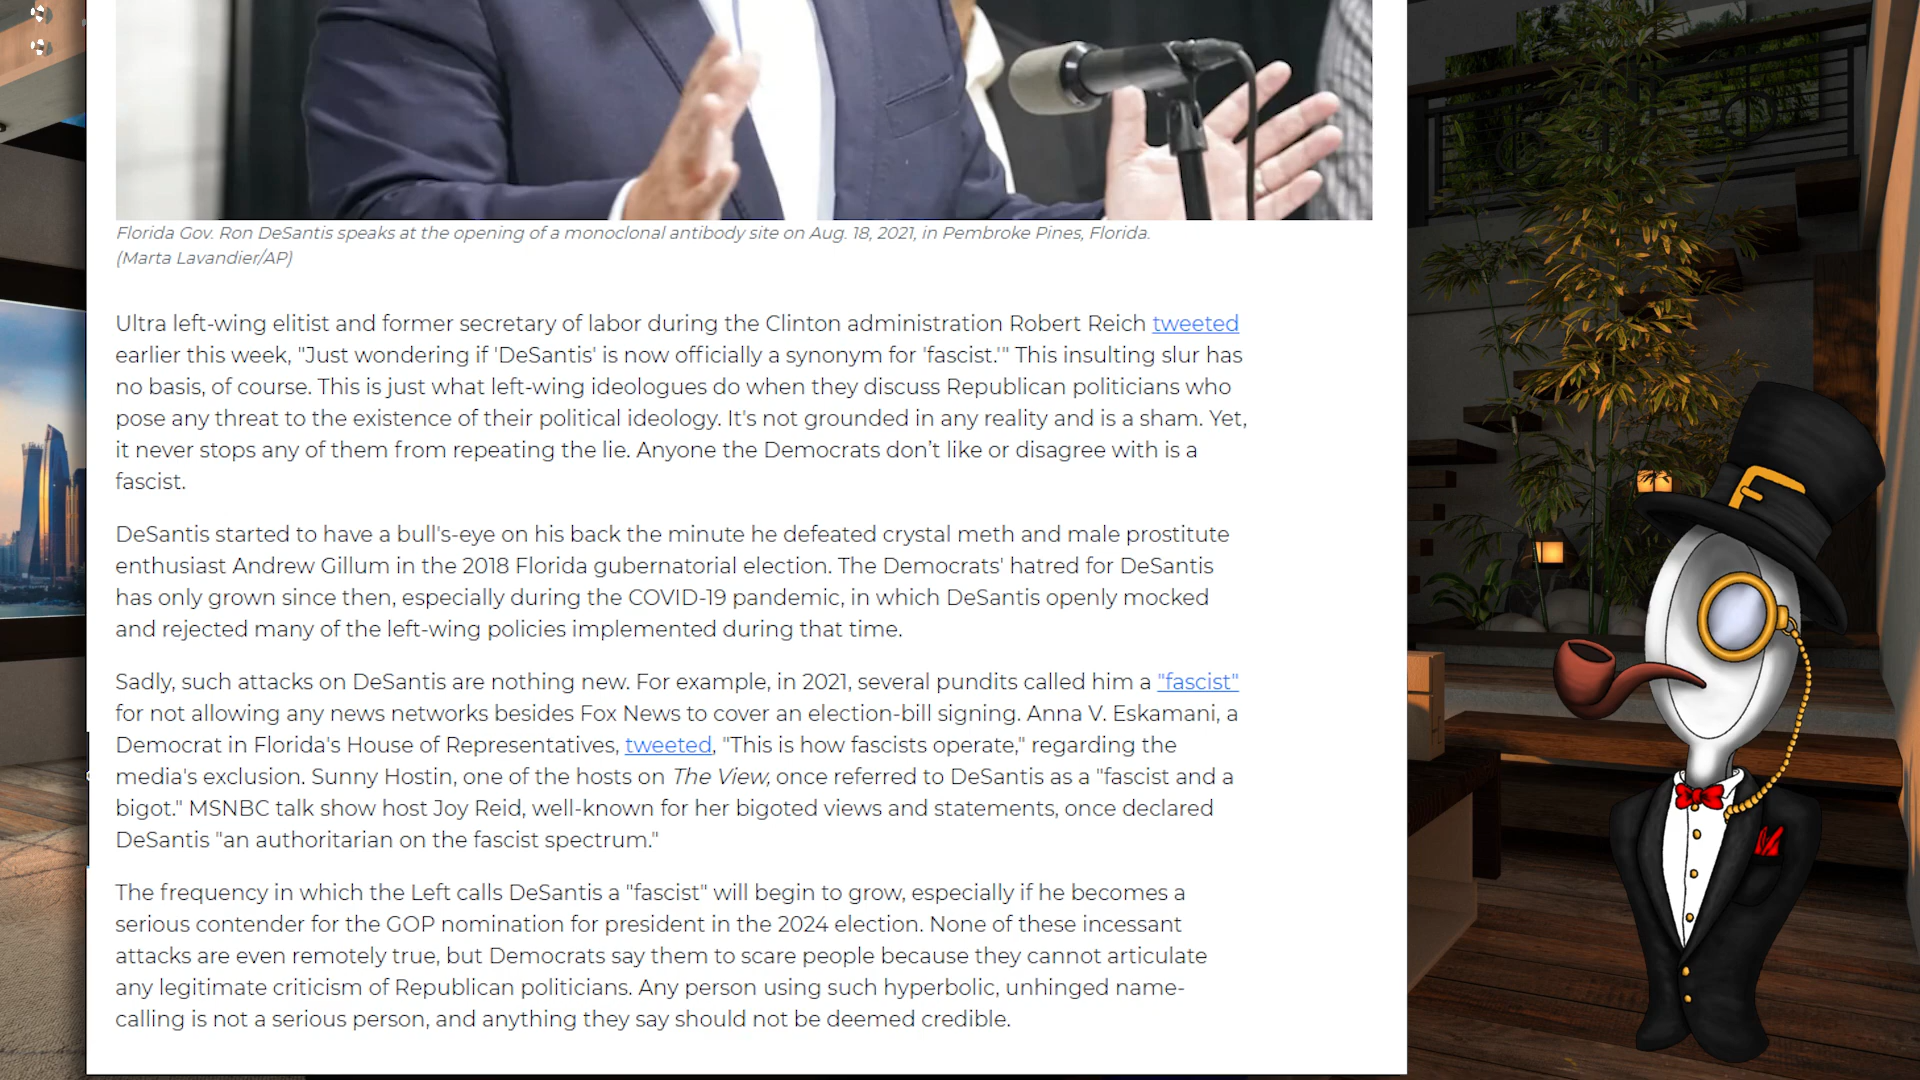 Florida Gov. Ron DeSantis speaks at the opening of a monoclonal antibody site on Aug. 18, 2021, in Pembroke Pines, Florida.
(Marta Lavandier/AP)
Ultra left-wing elitist and former secretary of labor during the Clinton administration Robert Reich tweeted
earlier this week, "Just wondering if 'DeSantis' is now officially a synonym for 'fascist.'" This insulting slur has
no basis, of course. This is just what left-wing ideologues do when they discuss Republican politicians who
pose any threat to the existence of their political ideology. It's not grounded in any reality and is a sham. Yet,
it never stops any of them from repeating the lie. Anyone the Democrats don’t like or disagree with is a
fascist.
DeSantis started to have a bull's-eye on his back the minute he defeated crystal meth and male prostitute
enthusiast Andrew Gillum in the 2018 Florida gubernatorial election. The Democrats' hatred for DeSantis
has only grown since then, especially during the COVID-19 pandemic, in which DeSantis openly mocked
and rejected many of the left-wing policies implemented during that time.
Sadly, such attacks on DeSantis are nothing new. For example, in 2021, several pundits called him a "fascist"
for not allowing any news networks besides Fox News to cover an election-bill signing. Anna V. Eskamani, a
Democrat in Florida's House of Representatives, tweeted, "This is how fascists operate," regarding the
media's exclusion. Sunny Hostin, one of the hosts on The View, once referred to DeSantis as a "fascist and a
bigot." MSNBC talk show host Joy Reid, well-known for her bigoted views and statements, once declared
DeSantis "an authoritarian on the fascist spectrum."
The frequency in which the Left calls DeSantis a "fascist" will begin to grow, especially if he becomes a
serious contender for the GOP nomination for president in the 2024 election. None of these incessant
attacks are even remotely true, but Democrats say them to scare people because they cannot articulate
any legitimate criticism of Republican politicians. Any person using such hyperbolic, unhinged name-
calling is not a serious person, and anything they say should not be deemed credible.